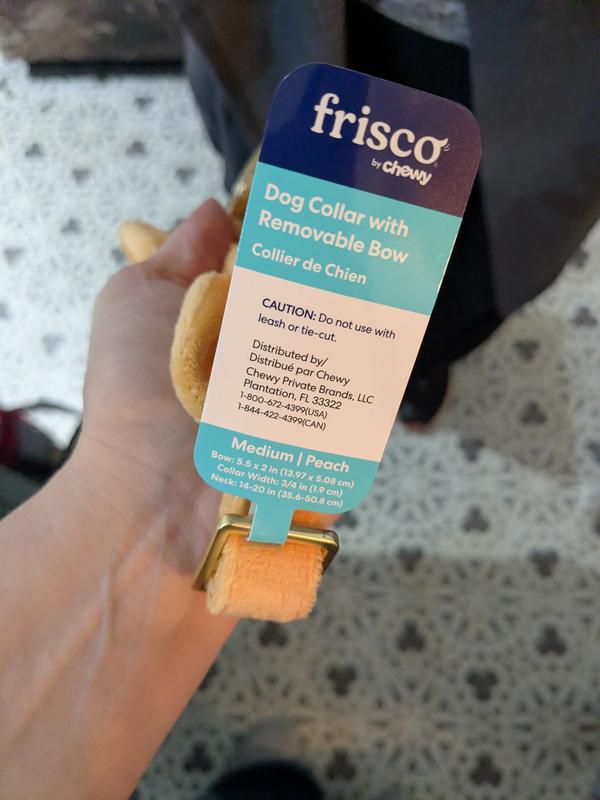 frisco
by chewy
Dog Collar with
Removable Bow
Collier de Chien
CAUTION: Do not use with
leash or tie-cut.
Distributed by/
Distribué par Chewy
Chewy Private Brands, LLC
Plantation, FL 33322
1-800-672-4399(USA)
1-844-422-4399(CAN)
Medium | Peach
Bow: 5.5 x 2 in (13.97 x 5.08 cm)
Collar Width: 3/4 in (1.9 cm)
Neck: 14-20 in (35.6-50.8 cm)